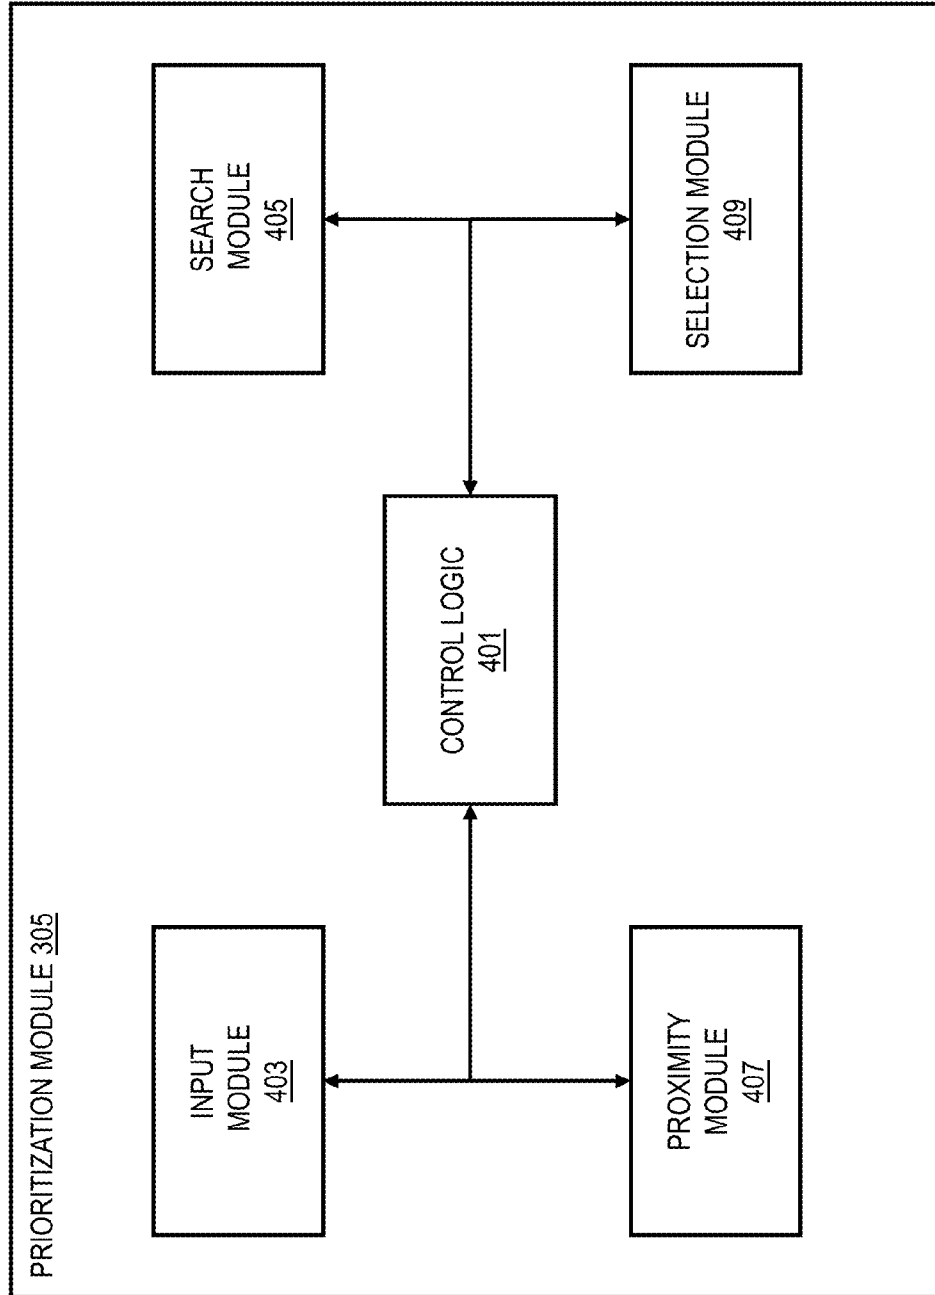 PRIORITIZATION MODULE 305
INPUT
MODULE
403
SEARCH
MODULE
405
CONTROL LOGIC
401
PROXIMITY
MODULE
407
SELECTION MODULE
409